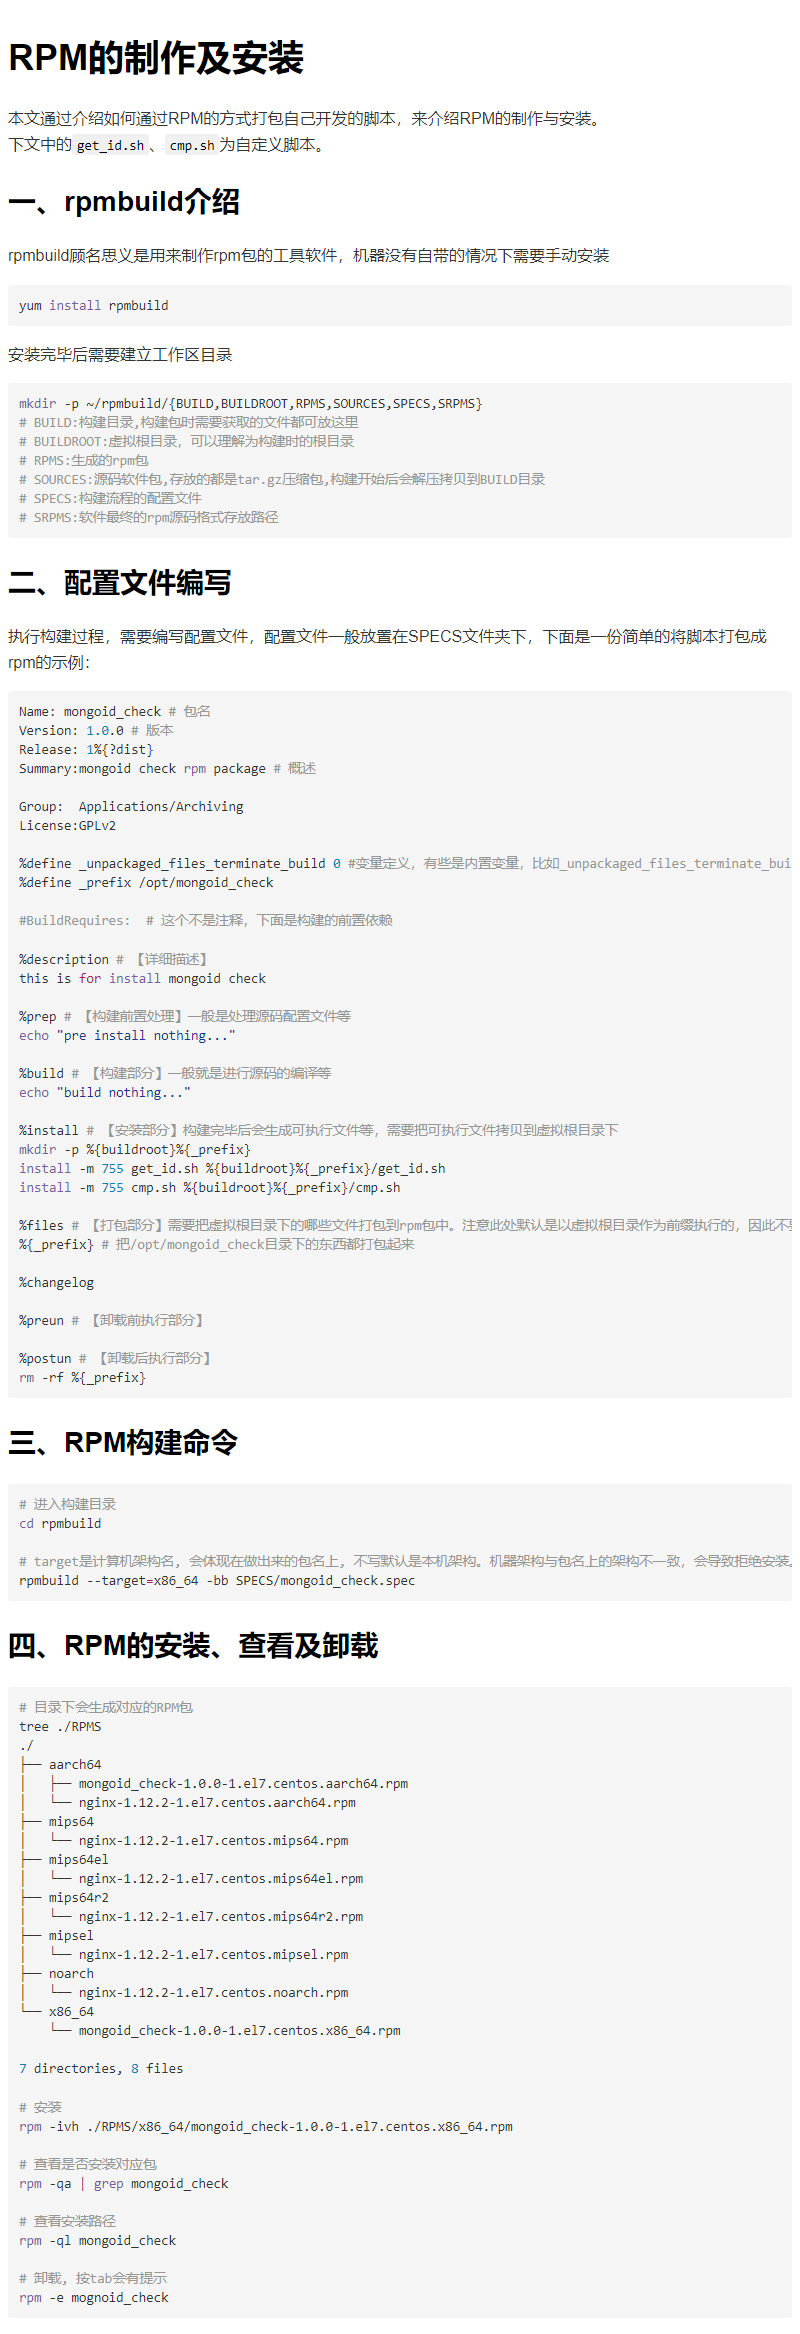 RPM的制作及安装
本文通过介绍如何通过RPM的方式打包自己开发的脚本，来介绍RPM的制作与安装。
下文中的get_id.sh、cmp.sh为自定义脚本。
一、rpmbuild介绍
rpmbuild顾名思义是用来制作rpm包的工具软件，机器没有自带的情况下需要手动安装
yum install rpmbuild
安装完毕后需要建立工作区目录
mkdir -p ~/rpmbuild/{BUILD,BUILDROOT,RPMS,SOURCES,SPECS,SRPMS}
# BUILD:构建目录,构建包时需要获取的文件都可放这里
# BUILDROOT:虚拟根目录，可以理解为构建时的根目录
# RPMS:生成的rpm包
# SOURCES:源码软件包,存放的都是tar.gz压缩包,构建开始后会解压拷贝到BUILD目录
# SPECS:构建流程的配置文件
# SRPMS:软件最终的rpm源码格式存放路径
二、配置文件编写
执行构建过程，需要编写配置文件，配置文件一般放置在SPECS文件夹下，下面是一份简单的将脚本打包成
rpm的示例：
Name: mongoid_check # 包名
Version: 1.0.0 # 版本
Release: 1%{?dist}
Summary:mongoid check rpm package # 概述
Group:  Applications/Archiving
License:GPLv2
%define _unpackaged_files_terminate_build 0 #变量定义，有些是内置变量，比如_unpackaged_files_terminate_bui
%define _prefix /opt/mongoid_check
#BuildRequires:  # 这个不是注释，下面是构建的前置依赖
%description # 【详细描述】
this is for install mongoid check
%prep # 【构建前置处理】一般是处理源码配置文件等
echo "pre install nothing..."
%build # 【构建部分】一般就是进行源码的编译等
echo "build nothing..."
%install # 【安装部分】构建完毕后会生成可执行文件等，需要把可执行文件拷贝到虚拟根目录下
mkdir -p %{buildroot}%{_prefix}
install -m 755 get_id.sh %{buildroot}%{_prefix}/get_id.sh
install -m 755 cmp.sh %{buildroot}%{_prefix}/cmp.sh
%files # 【打包部分】需要把虚拟根目录下的哪些文件打包到rpm包中。注意此处默认是以虚拟根目录作为前缀执行的，因此不
%{_prefix} # 把/opt/mongoid_check目录下的东西都打包起来
%changelog
%preun # 【卸载前执行部分】
%postun # 【卸载后执行部分】
rm -rf %{_prefix}
三、RPM构建命令
# 进入构建目录
cd rpmbuild
# target是计算机架构名, 会体现在做出来的包名上, 不写默认是本机架构。机器架构与包名上的架构不一致, 会导致拒绝安装。
rpmbuild --target=x86_64 -bb SPECS/mongoid_check.spec
四、RPM的安装、查看及卸载
# 目录下会生成对应的RPM包
tree ./RPMS
./
├── aarch64
│   ├── mongoid_check-1.0.0-1.el7.centos.aarch64.rpm
│   └── nginx-1.12.2-1.el7.centos.aarch64.rpm
├── mips64
│   └── nginx-1.12.2-1.el7.centos.mips64.rpm
├── mips64el
│   └── nginx-1.12.2-1.el7.centos.mips64el.rpm
├── mips64r2
│   └── nginx-1.12.2-1.el7.centos.mips64r2.rpm
├── mipsel
│   └── nginx-1.12.2-1.el7.centos.mipsel.rpm
├── noarch
│   └── nginx-1.12.2-1.el7.centos.noarch.rpm
└── x86_64
    └── mongoid_check-1.0.0-1.el7.centos.x86_64.rpm
7 directories, 8 files
# 安装
rpm -ivh ./RPMS/x86_64/mongoid_check-1.0.0-1.el7.centos.x86_64.rpm
# 查看是否安装对应包
rpm -qa | grep mongoid_check
# 查看安装路径
rpm -ql mongoid_check
# 卸载, 按tab会有提示
rpm -e mognoid_check